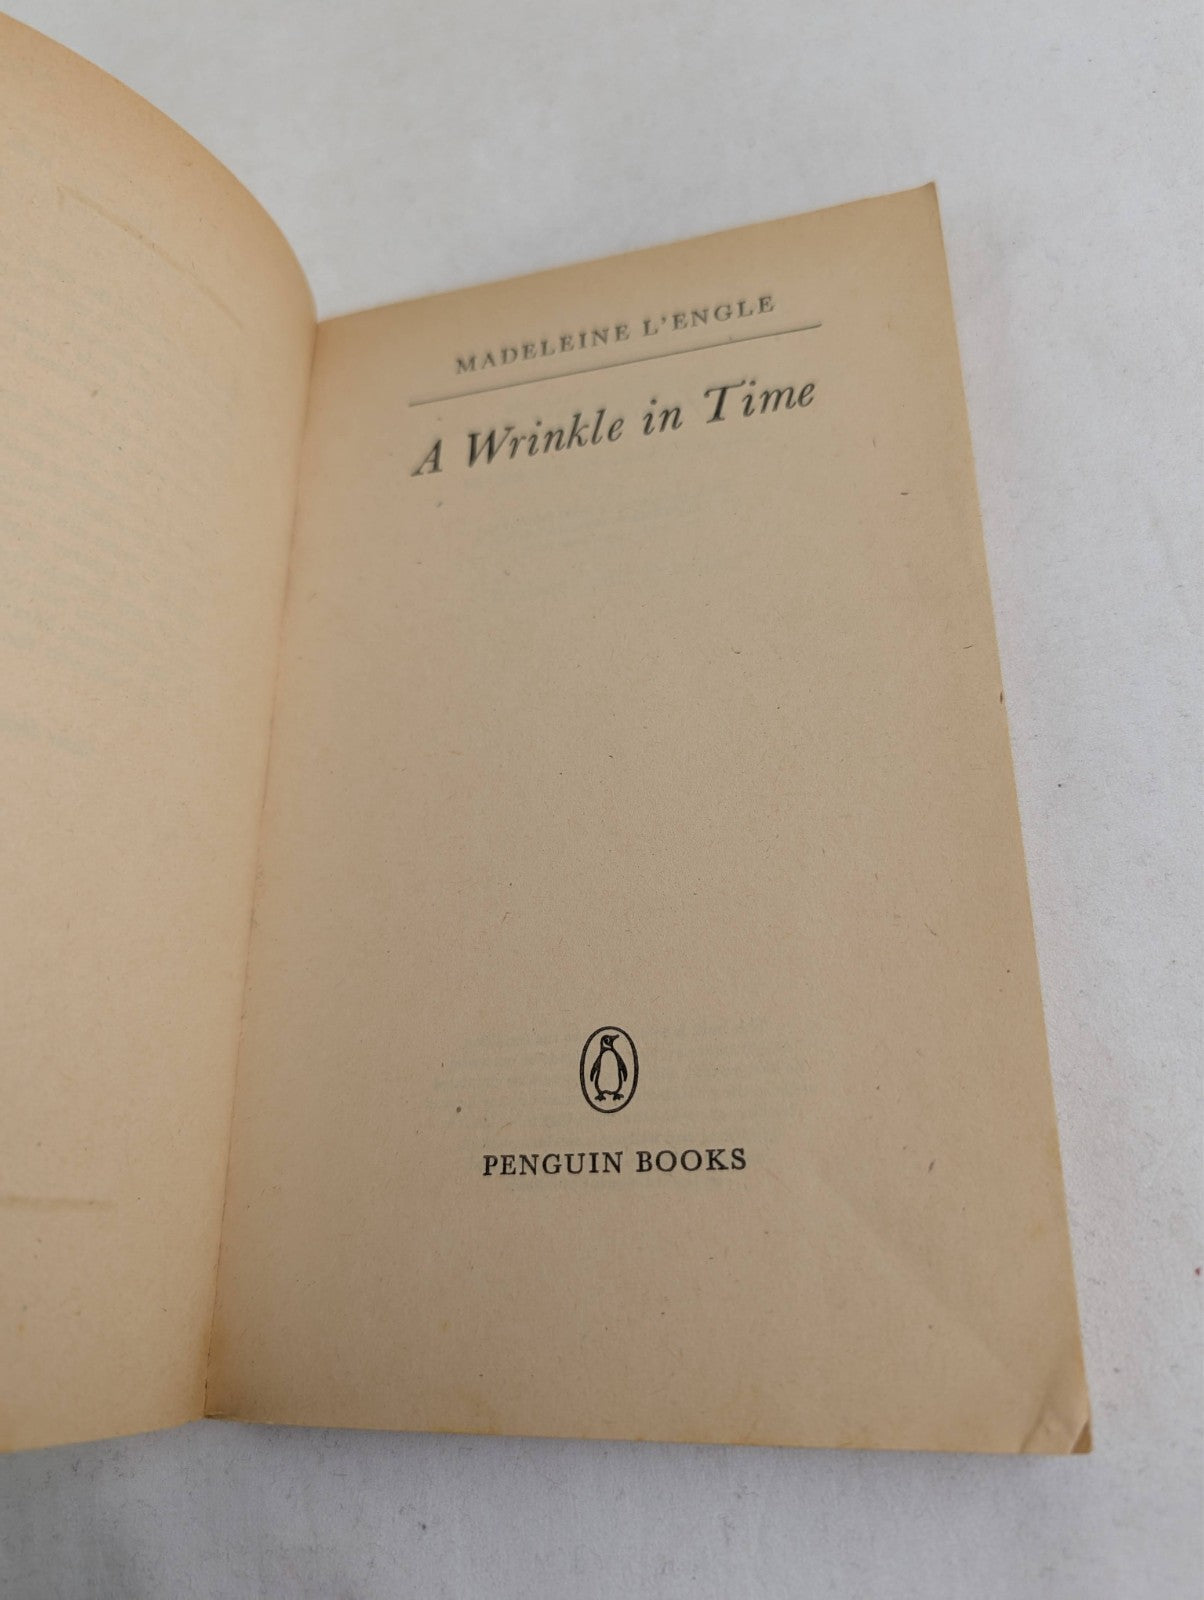 MADELEINE L'ENGLE
A Wrinkle in Time
PENGUIN BOOKS